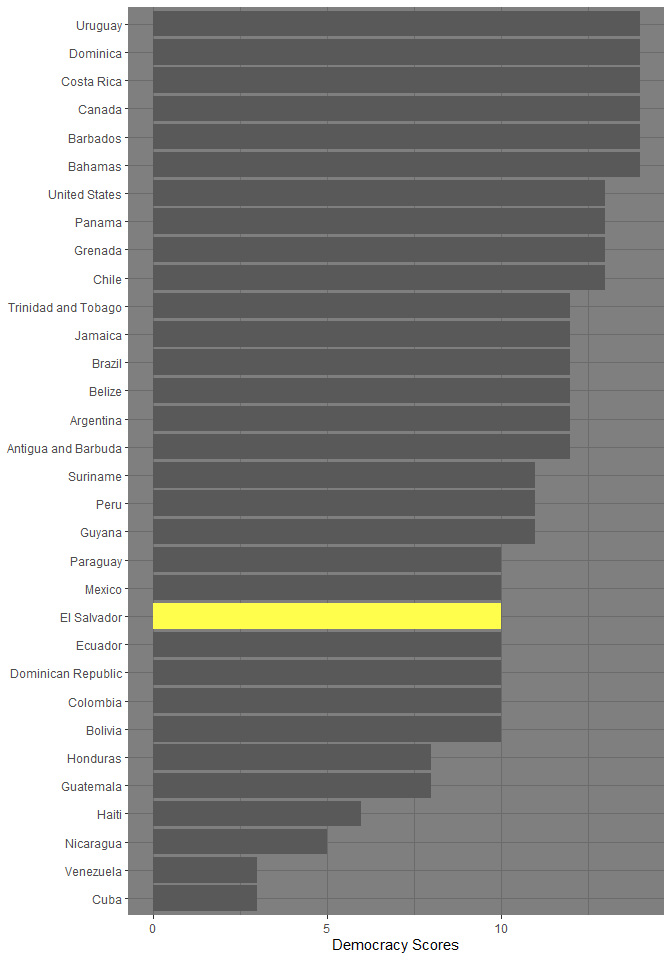 Uruguay
Dominica
Costa Rica
Canada
Barbados
Bahamas
United States
Panama
Grenada
Chile
Trinidad and Tobago
Jamaica
Brazil
Belize
Argentina
Antigua and Barbuda
Suriname
Peru
Guyana
Paraguay
Mexico
El Salvador
Ecuador
Dominican Republic
Colombia
Bolivia
Honduras
Guatemala
Haiti
Nicaragua
Venezuela
Cuba
0 5 10
Democracy Scores